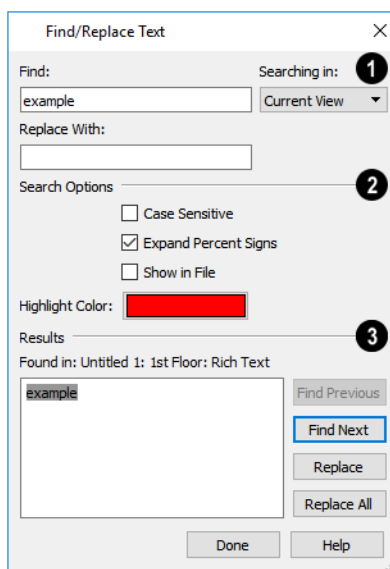 Find/Replace Text
Find:
Searching in:
1
example
Current View
Replace With:
Search Options
2
Case Sensitive
Expand Percent Signs
Show in File
Highlight Color:
Results
3
Found in: Untitled 1: 1st Floor: Rich Text
example
Find Previous
Find Next
Replace
Replace All
Done
Help